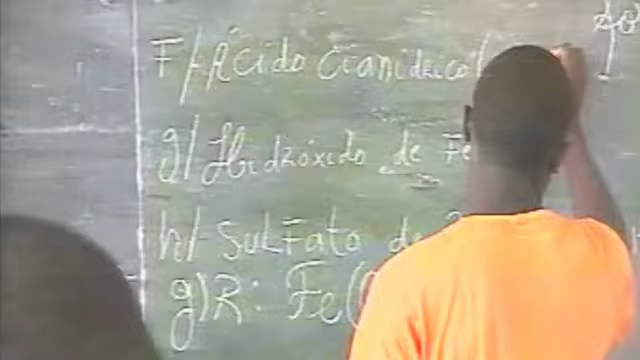 F/ Ácido Cianídrico (
g/ Hidróxido de Fe
h/ Sulfato de
g) R: Fe(